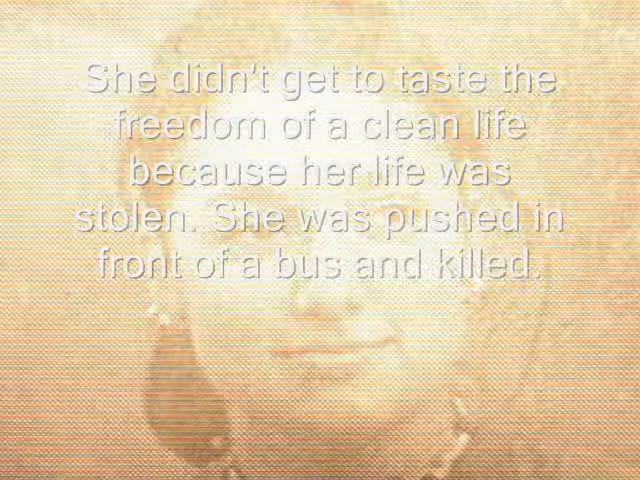 She didn't get to taste the
freedom of a clean life
because her life was
stolen. She was pushed in
front of a bus and killed.